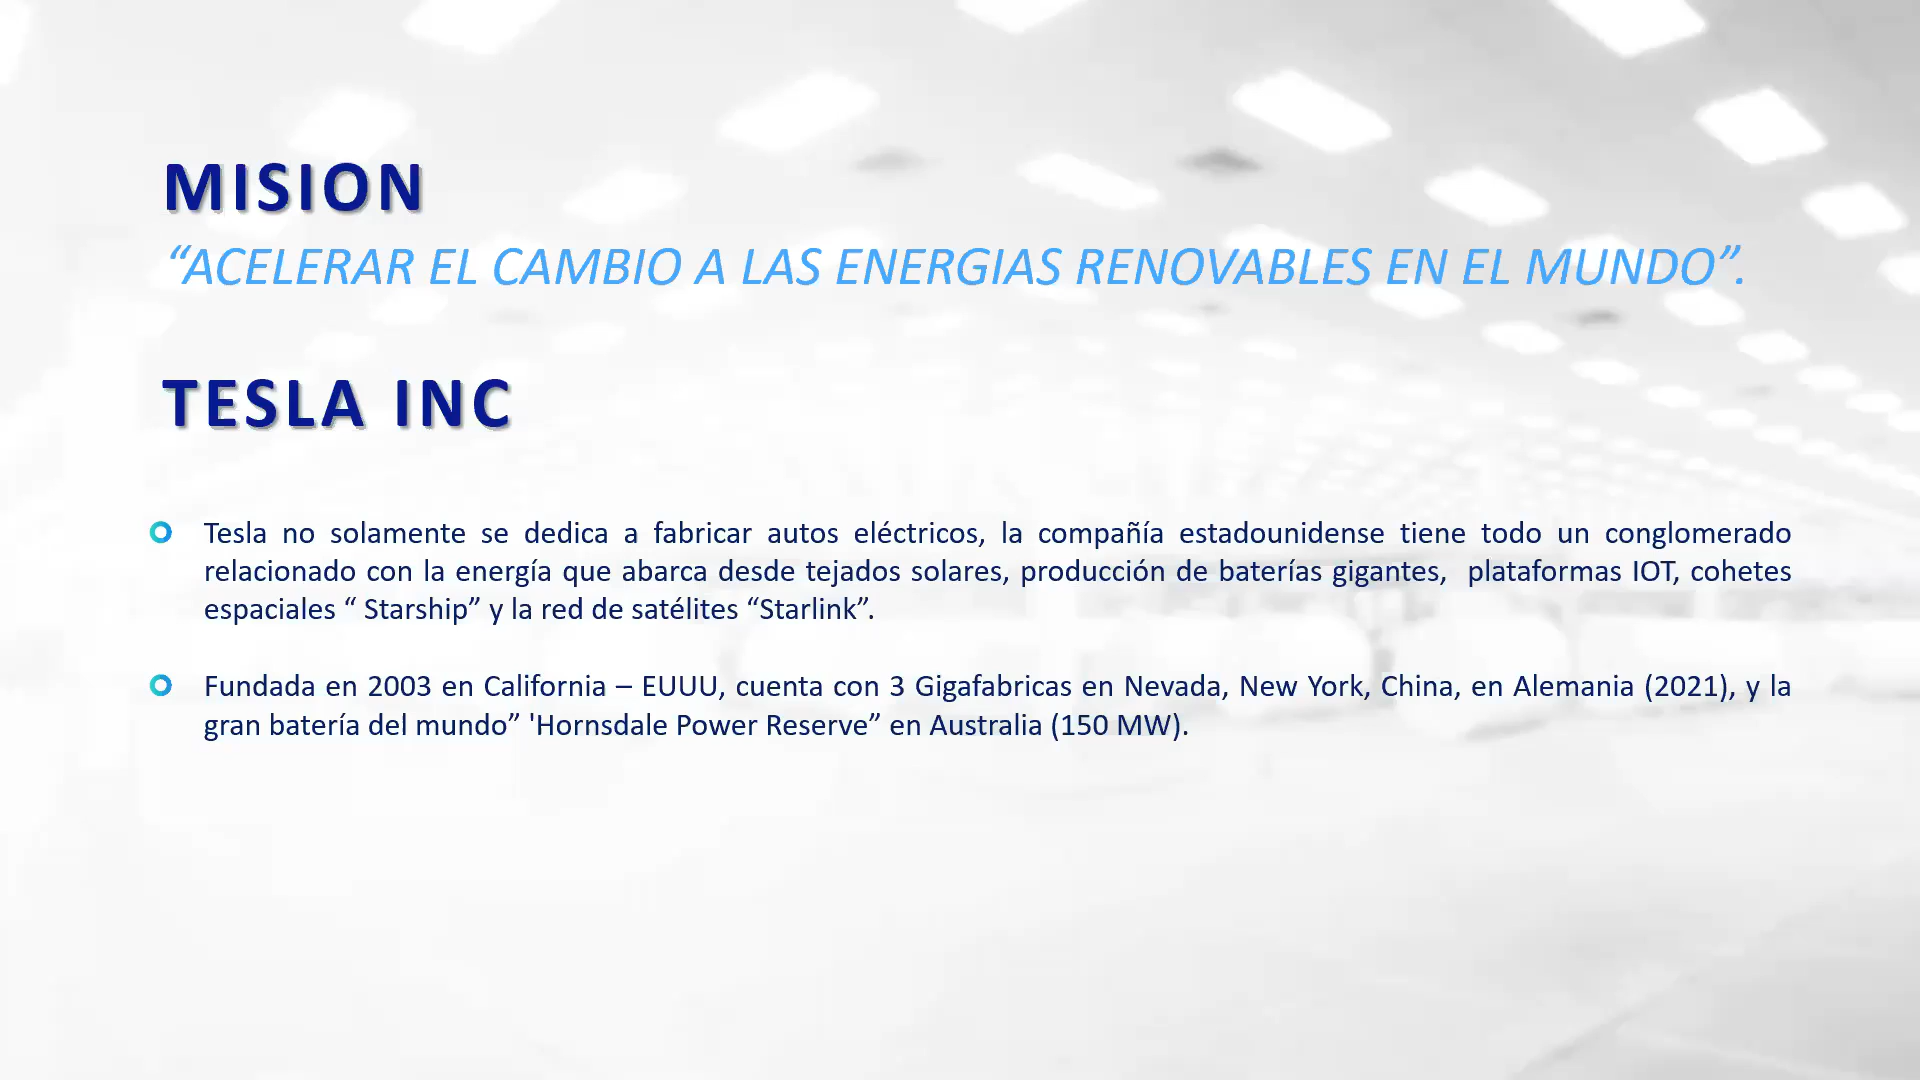 MISION
“ACELERAR EL CAMBIO A LAS ENERGIAS RENOVABLES EN EL MUNDO”.
TESLA INC
Tesla no solamente se dedica a fabricar autos eléctricos, la compañía estadounidense tiene todo un conglomerado
relacionado con la energía que abarca desde tejados solares, producción de baterías gigantes,  plataformas IOT, cohetes
espaciales “ Starship” y la red de satélites “Starlink”.
Fundada en 2003 en California – EUUU, cuenta con 3 Gigafabricas en Nevada, New York, China, en Alemania (2021), y la
gran batería del mundo” 'Hornsdale Power Reserve” en Australia (150 MW).